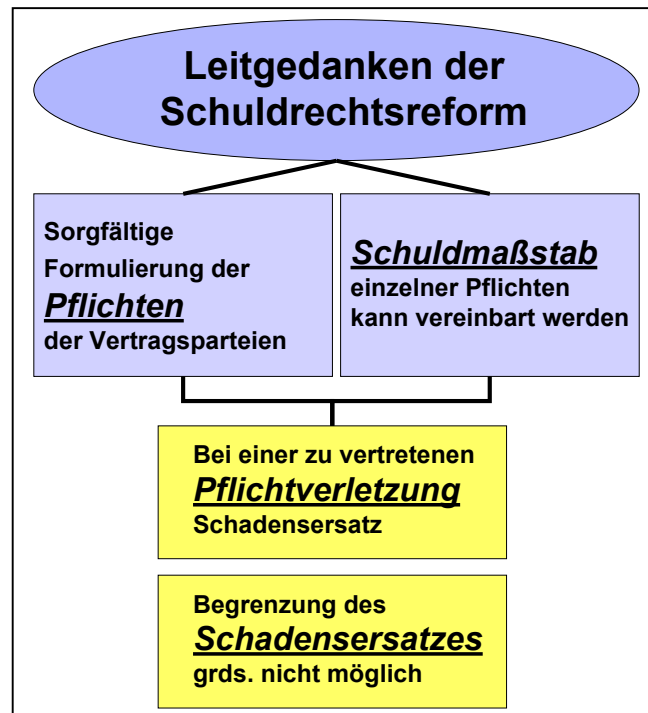 Leitgedanken der
Schuldrechtsreform
Sorgfältige
Formulierung der
Pflichten
der Vertragsparteien
Schuldmaßstab
einzelner Pflichten
kann vereinbart werden
Bei einer zu vertretenen
Pflichtverletzung
Schadensersatz
Begrenzung des
Schadensersatzes
grds. nicht möglich